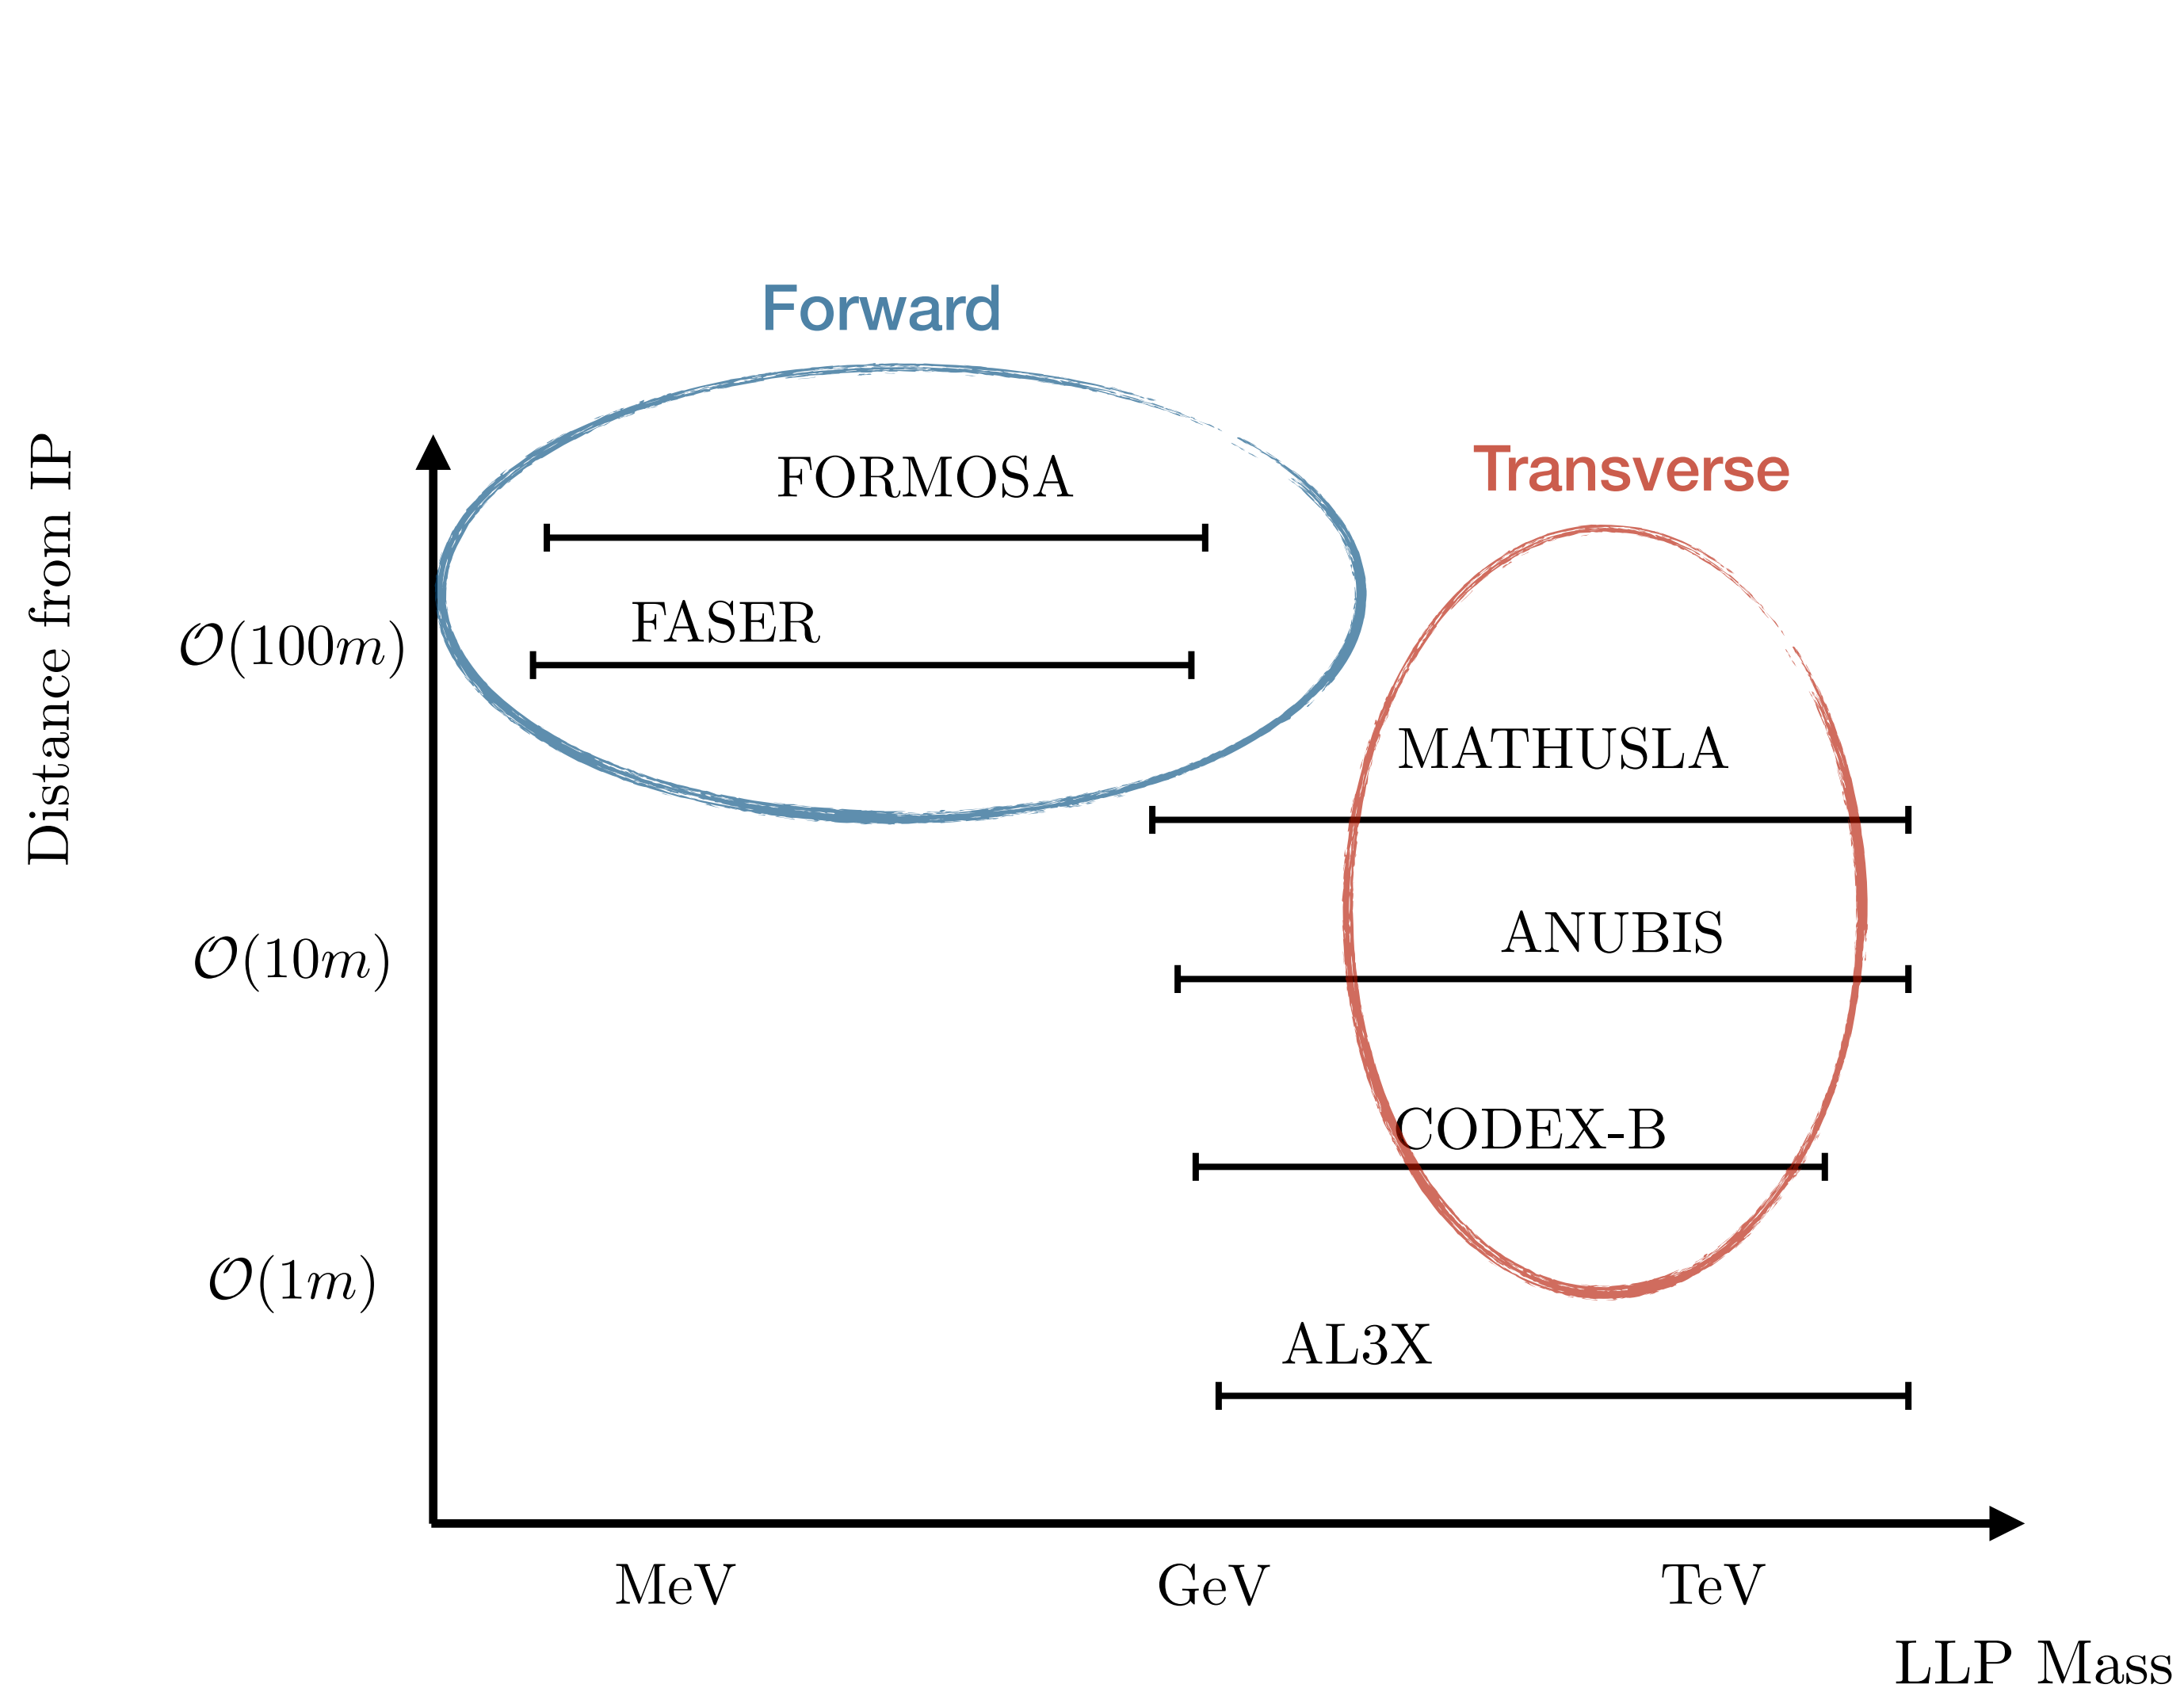 Forward
Transverse
Distance from IP
FORMOSA
FASER
𝒪(100m)
MATHUSLA
ANUBIS
𝒪(10m)
CODEX-B
𝒪(1m)
AL3X
MeV
GeV
TeV
LLP Mass